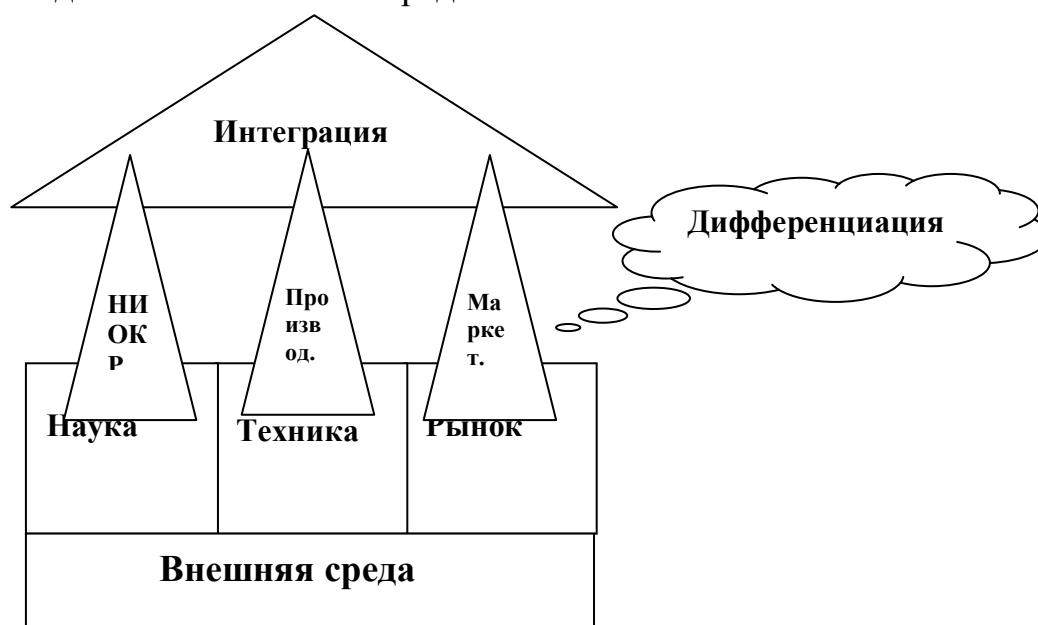 Интеграция
Дифференциация
НИ
ОК
Р
Про
изв
од.
Ма
рке
т.
Наука
Техника
Рынок
Внешняя среда